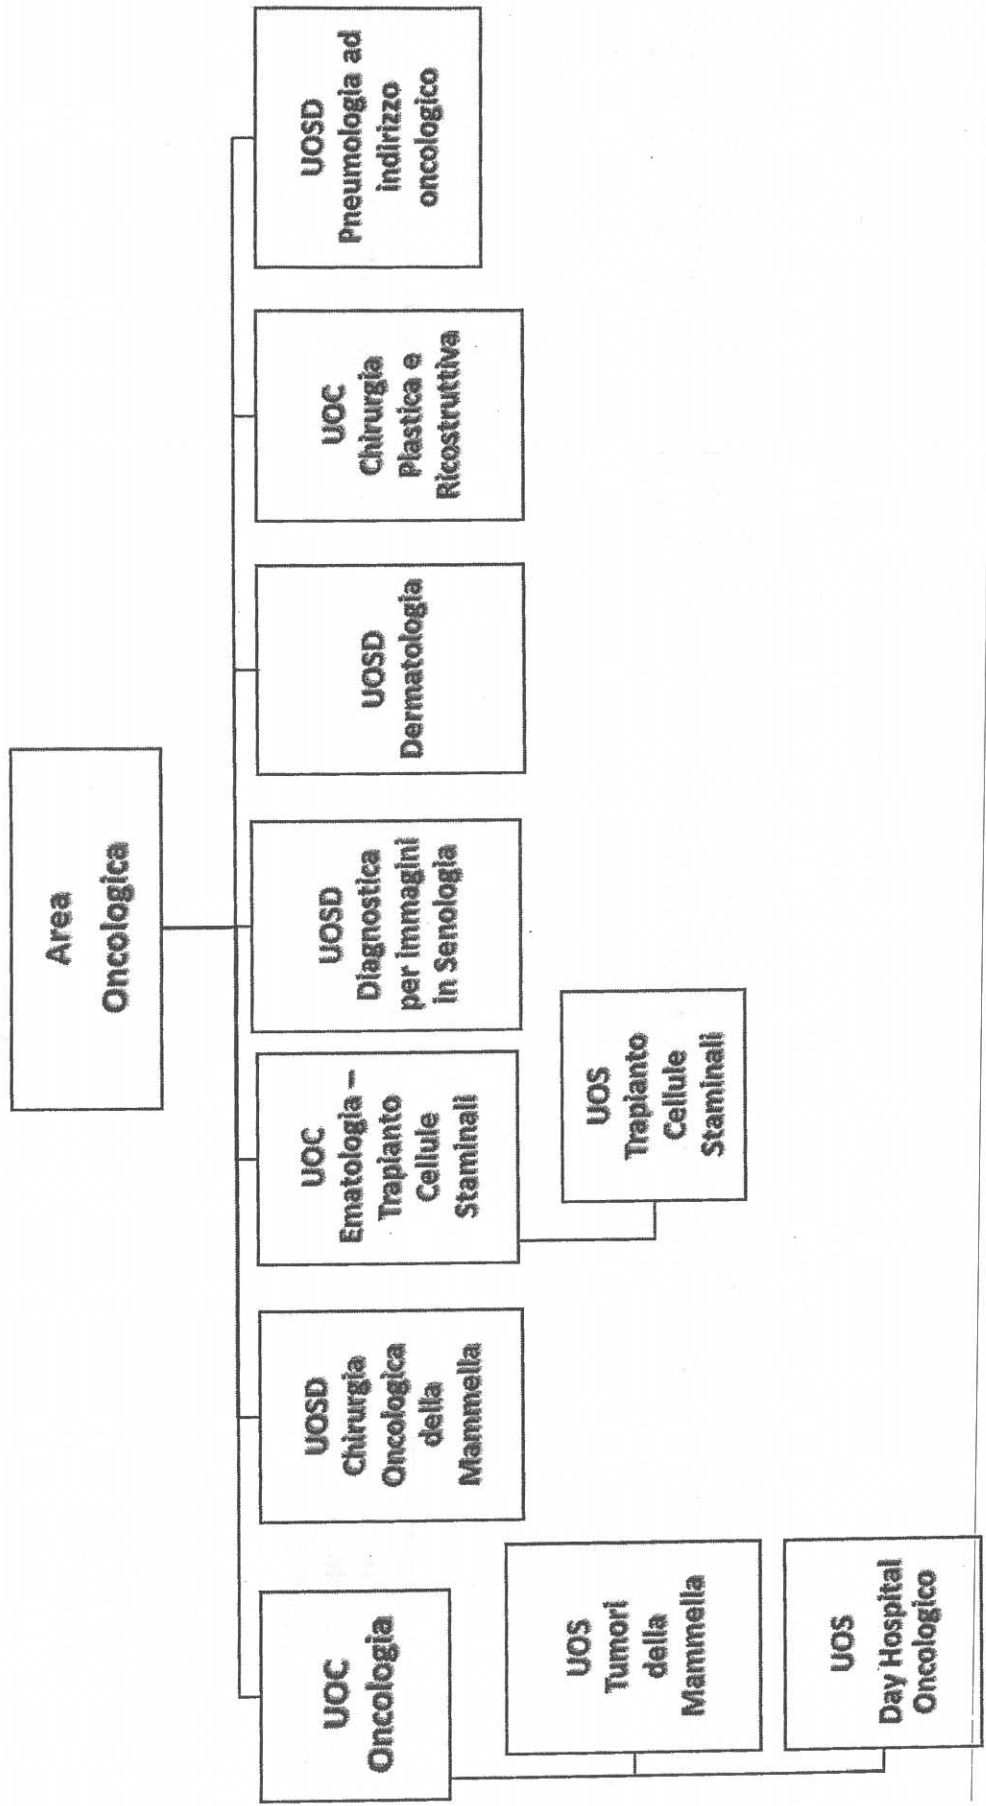 Area
Oncologica
UOC
Oncologia
UOS
Tumori
della
Mammella
UOS
Day Hospital
Oncologico
UOSD
Chirurgia
Oncologica
della
Mammella
UOC
Ematologia –
Trapianto
Cellule
Staminali
UOS
Trapianto
Cellule
Staminali
UOSD
Diagnostica
per Immagini
in Senologia
UOSD
Dermatologia
UOC
Chirurgia
Plastica e
Ricostruttiva
UOSD
Pneumologia ad
indirizzo
oncologico